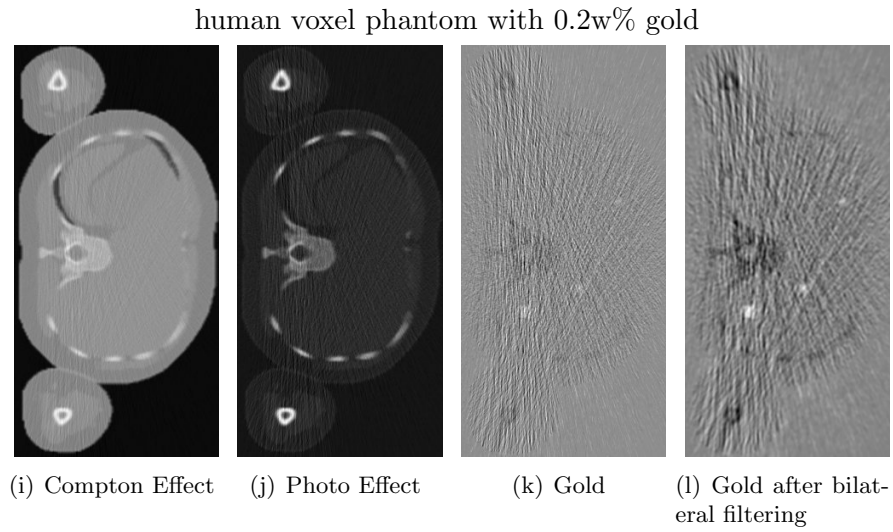 human voxel phantom with 0.2w% gold
(i) Compton Effect
(j) Photo Effect
(k) Gold
(l) Gold after bilat-
eral filtering